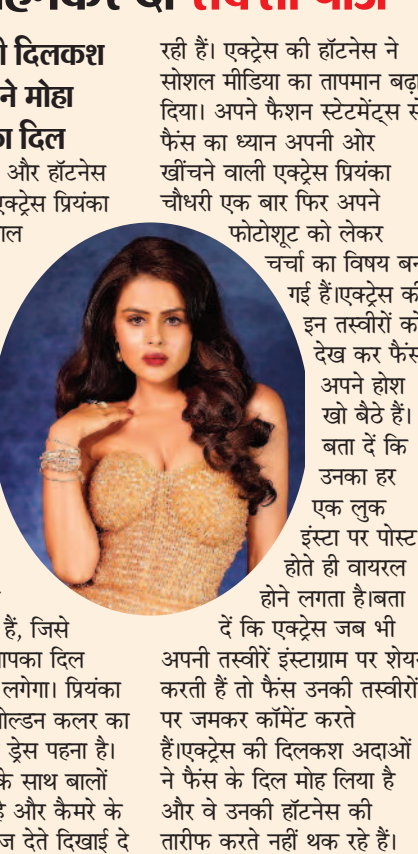 दिलकश
ने मोहा
दिल
और हॉटनेस
एक्ट्रेस प्रियंका
हैं, जिसे
आपका दिल
लगेगा। प्रियंका
गोल्डन कलर का
ड्रेस पहना है।
के साथ बालों
और कैमरे के
देते दिखाई दे
रही हैं। एक्ट्रेस की हॉटनेस ने
सोशल मीडिया का तापमान बढ़ा
दिया। अपने फैशन स्टेटमेंट्स से
फैंस का ध्यान अपनी ओर
खींचने वाली एक्ट्रेस प्रियंका
चौधरी एक बार फिर अपने
फोटोशूट को लेकर
चर्चा का विषय बन
गई हैं।एक्ट्रेस की
इन तस्वीरों को
देख कर फैंस
अपने होश
खो बैठे हैं।
बता दें कि
उनका हर
एक लुक
इंस्टा पर पोस्ट
होते ही वायरल
होने लगता है।बता
दें कि एक्ट्रेस जब भी
अपनी तस्वीरें इंस्टाग्राम पर शेयर
करती हैं तो फैंस उनकी तस्वीरों
पर जमकर कॉमेंट करते
हैं।एक्ट्रेस की दिलकश अदाओं
ने फैंस के दिल मोह लिया है
और वे उनकी हॉटनेस की
तारीफ करते नहीं थक रहे हैं।